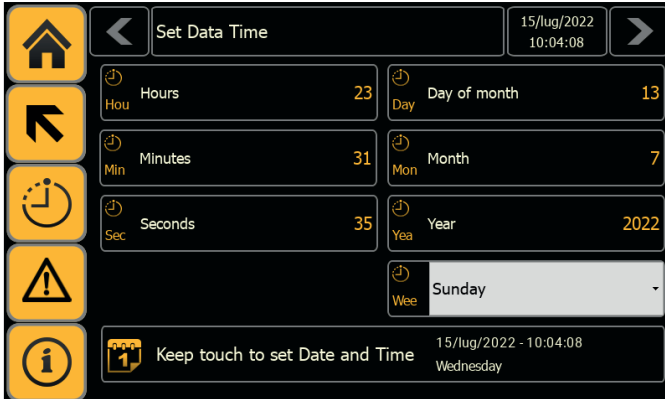 Set Data Time
15/lug/2022
10:04:08
Hou Hours 23
Day Day of month 13
Min Minutes 31
Mon Month 7
Sec Seconds 35
Yea Year 2022
Wee Sunday
1 Keep touch to set Date and Time
15/lug/2022 - 10:04:08
Wednesday